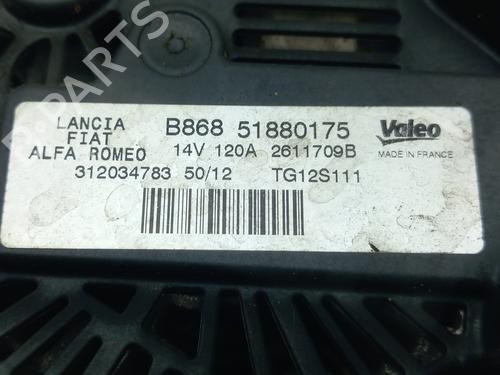 B-PARTS
LANCIA
FIAT
ALFA ROMEO
B868 51880175
14V 120A 2611709B
312034783 50/12 TG12S111
Valeo
MADE IN FRANCE